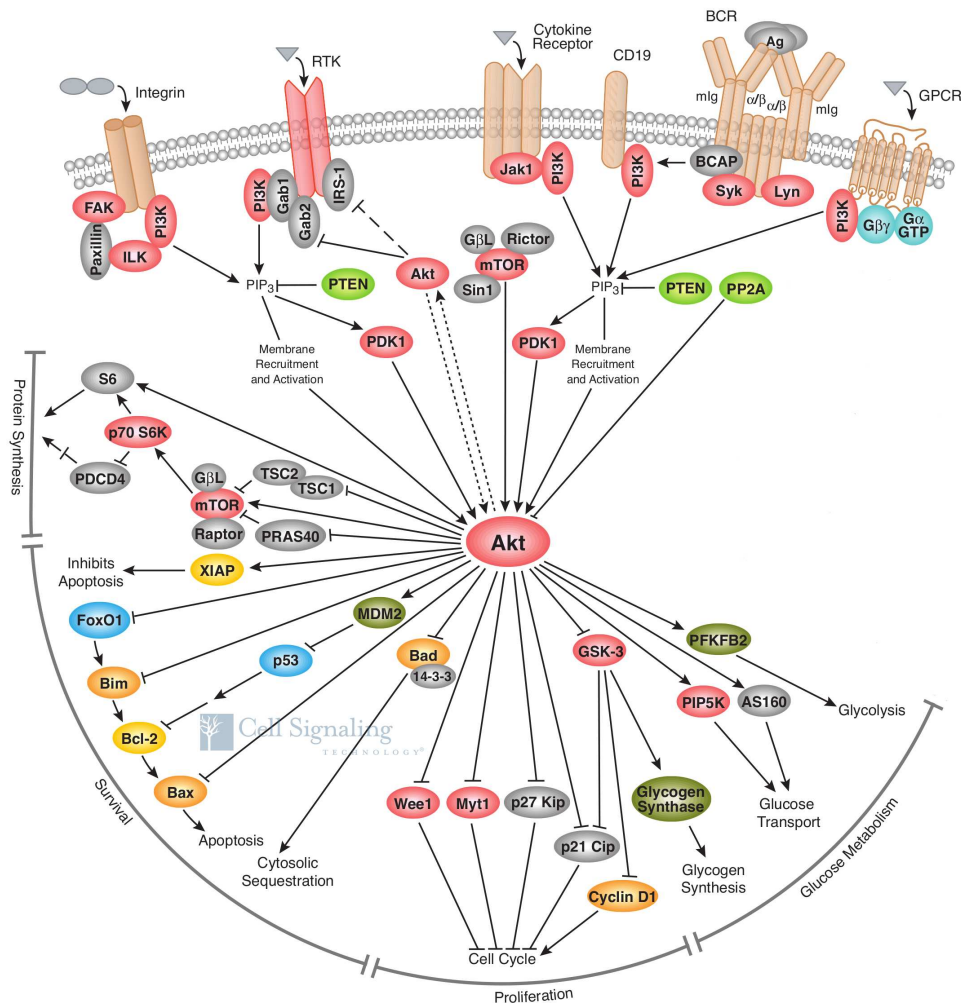 Integrin
RTK
Cytokine
Receptor
CD19
BCR
Ag
mIg
α/β
α/β
mIg
GPCR
FAK
PI3K
Paxillin
ILK
PI3K
Gab1
Gab2
IRS-1
Jak1
PI3K
PI3K
BCAP
Syk
Lyn
PI3K
Gβγ
Gα
GTP
PIP3
PTEN
Akt
GβL
Rictor
mTOR
Sin1
PIP3
PTEN
PP2A
PDK1
PDK1
Membrane
Recruitment
and Activation
Membrane
Recruitment
and Activation
Protein Synthesis
S6
p70 S6K
PDCD4
GβL
TSC2
TSC1
mTOR
Raptor
PRAS40
Akt
Inhibits
Apoptosis
XIAP
FoxO1
MDM2
p53
Bim
Bad
14-3-3
GSK-3
PFKFB2
PIP5K
AS160
Glycolysis
Bcl-2
Cell Signaling
TECHNOLOGY®
Bax
Apoptosis
Cytosolic
Sequestration
Wee1
Myt1
p27 Kip
p21 Cip
Glycogen
Synthase
Glucose
Transport
Glycogen
Synthesis
Cyclin D1
Cell Cycle
Survival
Proliferation
Glucose Metabolism